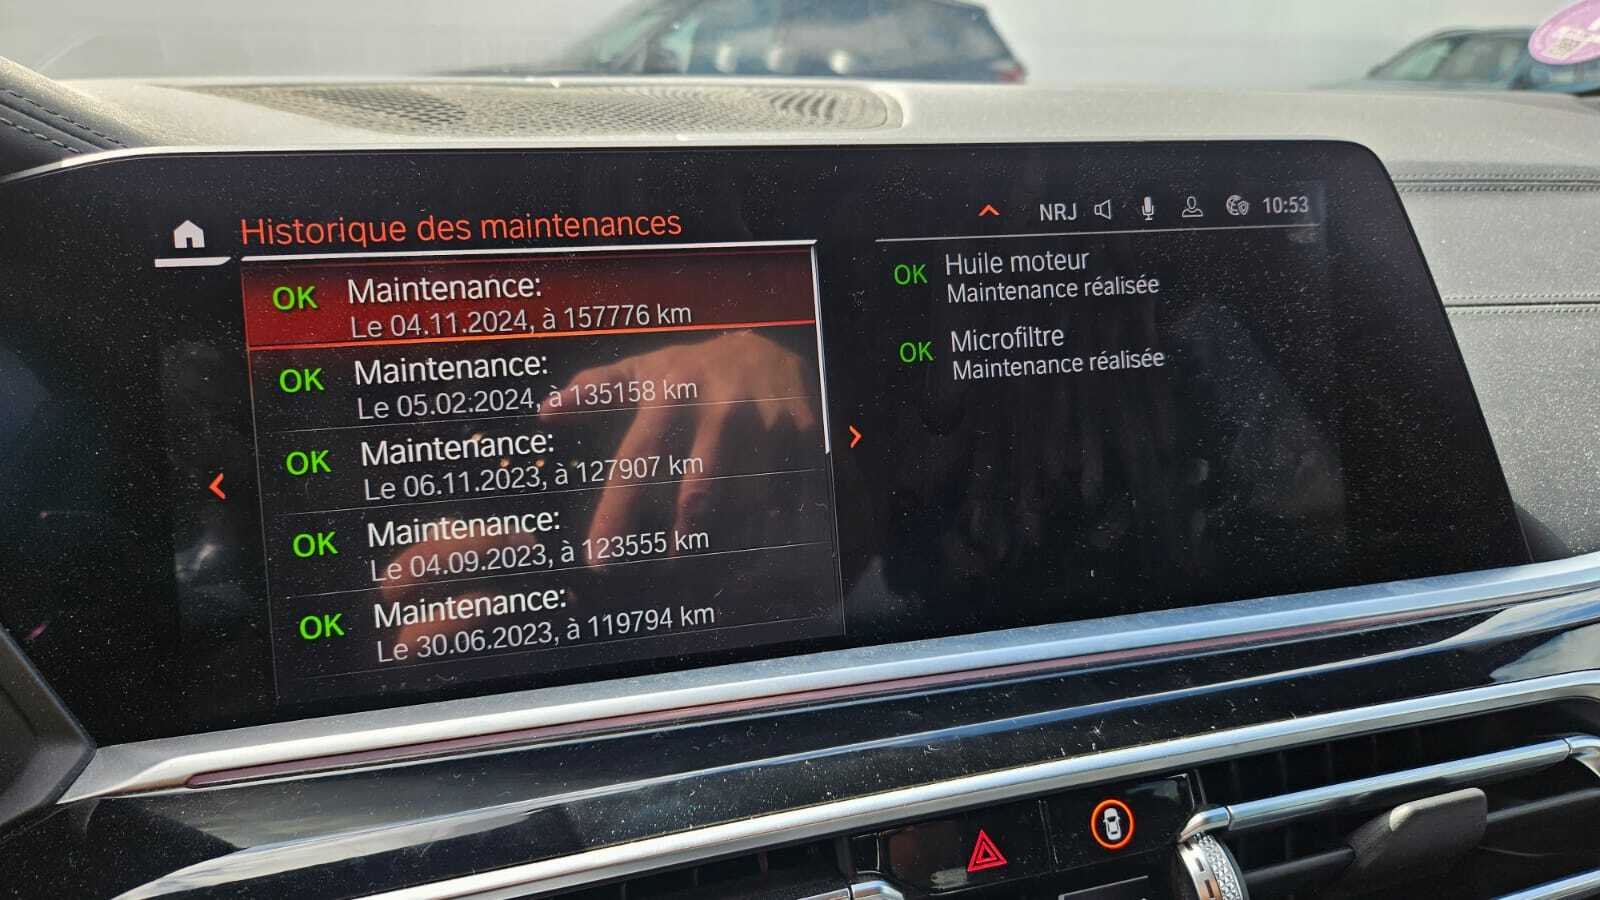 Historique des maintenances
NRJ
10:53
OK
Maintenance:
Le 04.11.2024, à 157776 km
OK
Maintenance:
Le 05.02.2024, à 135158 km
OK
Maintenance:
Le 06.11.2023, à 127907 km
OK
Maintenance:
Le 04.09.2023, à 123555 km
OK
Maintenance:
Le 30.06.2023, à 119794 km
OK
Huile moteur
Maintenance réalisée
OK
Microfiltre
Maintenance réalisée